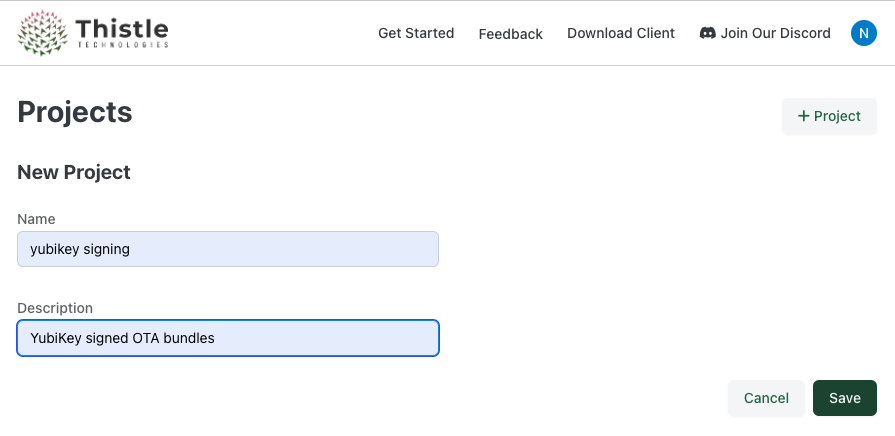 Thistle
TECHNOLOGIES
Get Started
Feedback
Download Client
Join Our Discord
N
Projects
+ Project
New Project
Name
yubikey signing
Description
YubiKey signed OTA bundles
Cancel
Save